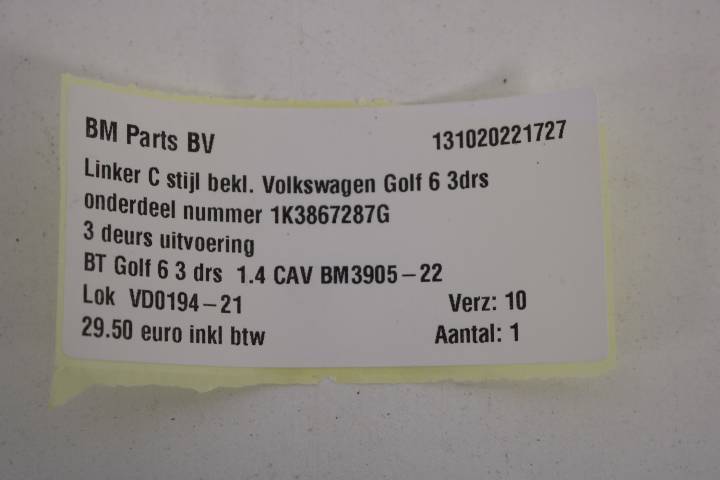 BM Parts BV 131020221727
Linker C stijl bekl. Volkswagen Golf 6 3drs
onderdeel nummer 1K3867287G
3 deurs uitvoering
BT Golf 6 3 drs 1.4 CAV BM3905-22
Lok VD0194-21 Verz: 10
29.50 euro inkl btw Aantal: 1